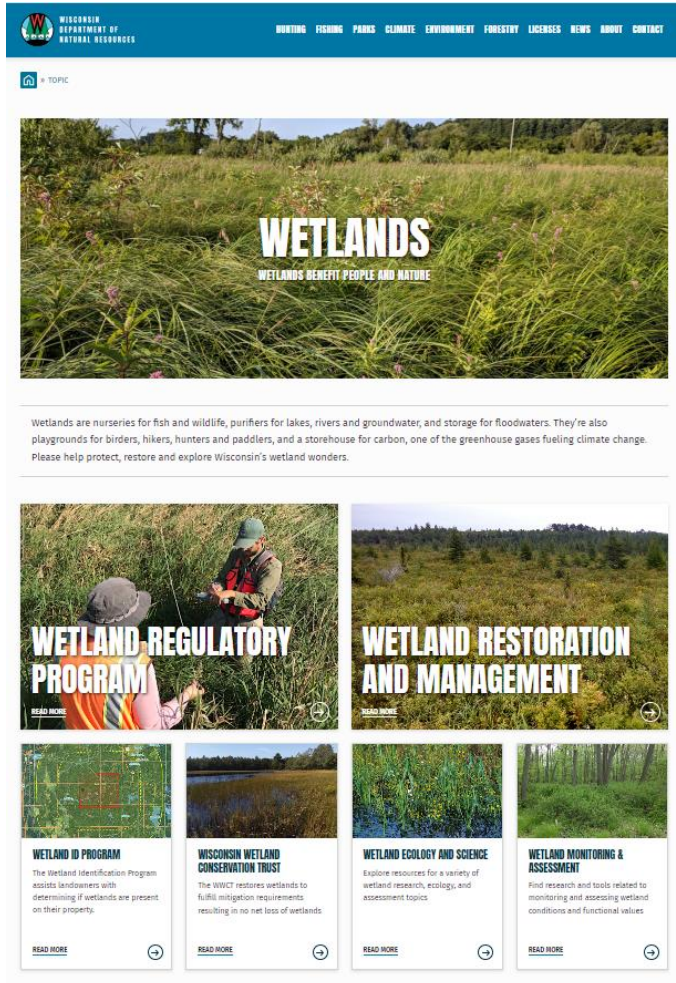 WISCONSIN
DEPARTMENT OF
NATURAL RESOURCES
HUNTING FISHING PARKS CLIMATE ENVIRONMENT FORESTRY LICENSES NEWS ABOUT CONTACT
» TOPIC
WETLANDS
WETLANDS BENEFIT PEOPLE AND NATURE
Wetlands are nurseries for fish and wildlife, purifiers for lakes, rivers and groundwater, and storage for floodwaters. They're also
playgrounds for birders, hikers, hunters and paddlers, and a storehouse for carbon, one of the greenhouse gases fueling climate change.
Please help protect, restore and explore Wisconsin's wetland wonders.
WETLAND REGULATORY
PROGRAM
READ MORE
WETLAND RESTORATION
AND MANAGEMENT
READ MORE
WETLAND ID PROGRAM
The Wetland Identification Program
assists landowners with
determining if wetlands are present
on their property.
READ MORE
WISCONSIN WETLAND
CONSERVATION TRUST
The WWCT restores wetlands to
fulfill mitigation requirements
resulting in no net loss of wetlands
READ MORE
WETLAND ECOLOGY AND SCIENCE
Explore resources for a variety of
wetland research, ecology, and
assessment topics
READ MORE
WETLAND MONITORING &
ASSESSMENT
Find research and tools related to
monitoring and assessing wetland
conditions and functional values
READ MORE